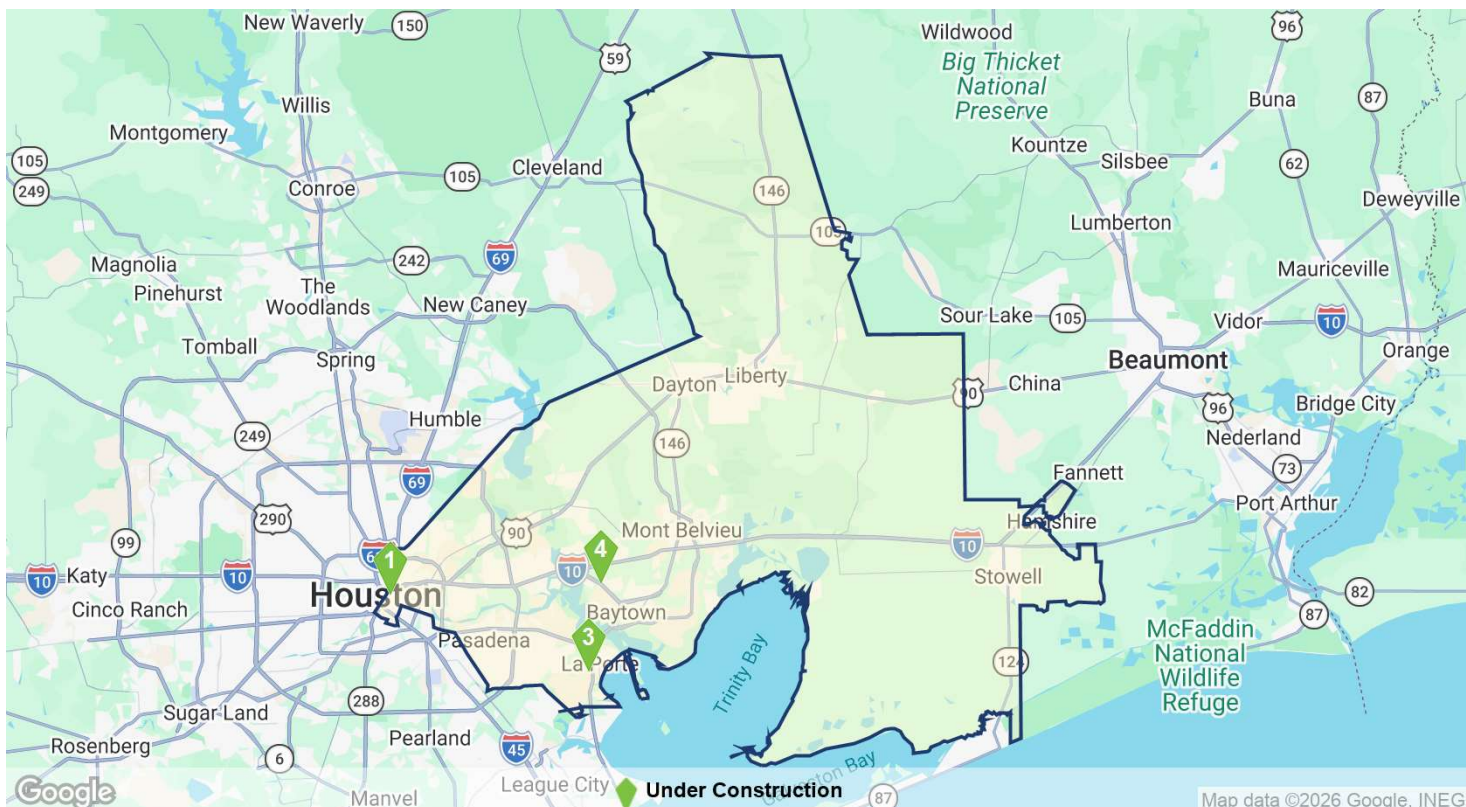 New Waverly
150
59
Wildwood
96
Big Thicket
National
Preserve
Willis
Buna
87
Montgomery
105
Kountze
Silsbee
105
249
Conroe
105
Cleveland
146
62
Deweyville
Lumberton
105
242
69
Magnolia
Pinehurst
The
Woodlands
New Caney
Mauriceville
Sour Lake
105
Vidor
10
Tomball
Spring
Orange
Beaumont
Dayton
Liberty
China
90
Humble
96
Bridge City
249
146
Nederland
69
73
Fannett
Port Arthur
290
90
Mont Belvieu
Hamshire
99
10
1
4
10
Katy
10
10
Stowell
Houston
Cinco Ranch
Baytown
82
87
Pasadena
3
La Porte
McFaddin
National
Wildlife
Refuge
124
Trinity Bay
288
Sugar Land
Rosenberg
Pearland
45
6
League City
Under Construction
Google
Manvel
87
Map data ©2026 Google, INEG